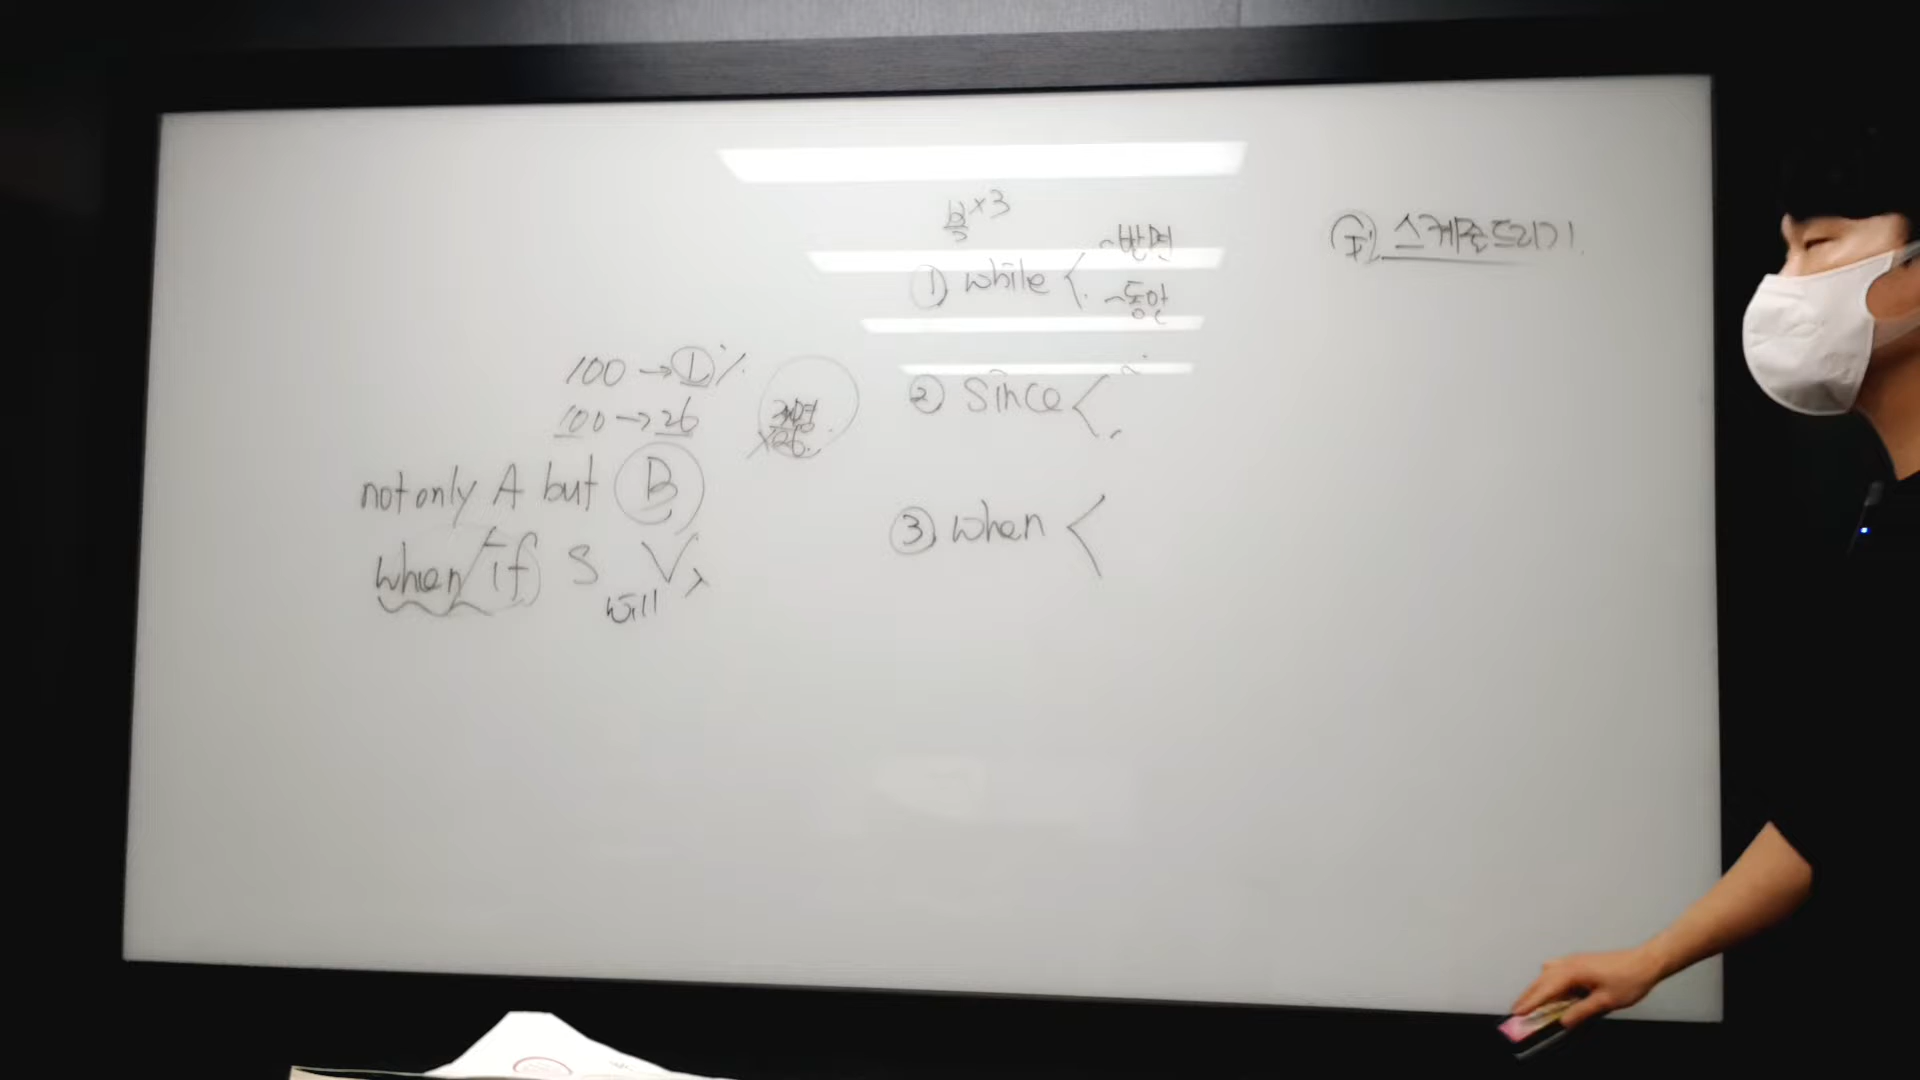 100 → ① %
100 → 26
not only A but B
when/if S V
will
×3
① while < ~반면
~동안
② Since <
③ when <
스케줄 드리기